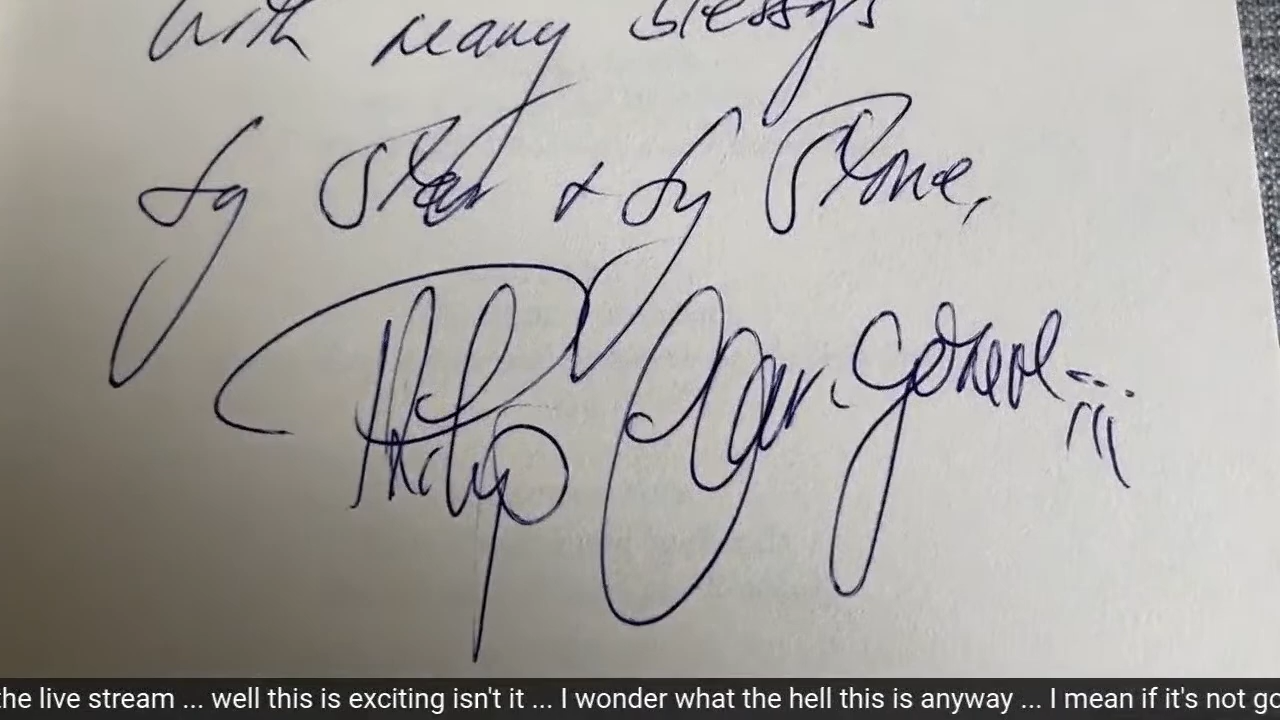 With many blessings
by Star & by Stone,
Philip Carr-Gomm
the live stream ... well this is exciting isn't it ... I wonder what the hell this is anyway ... I mean if it's not go